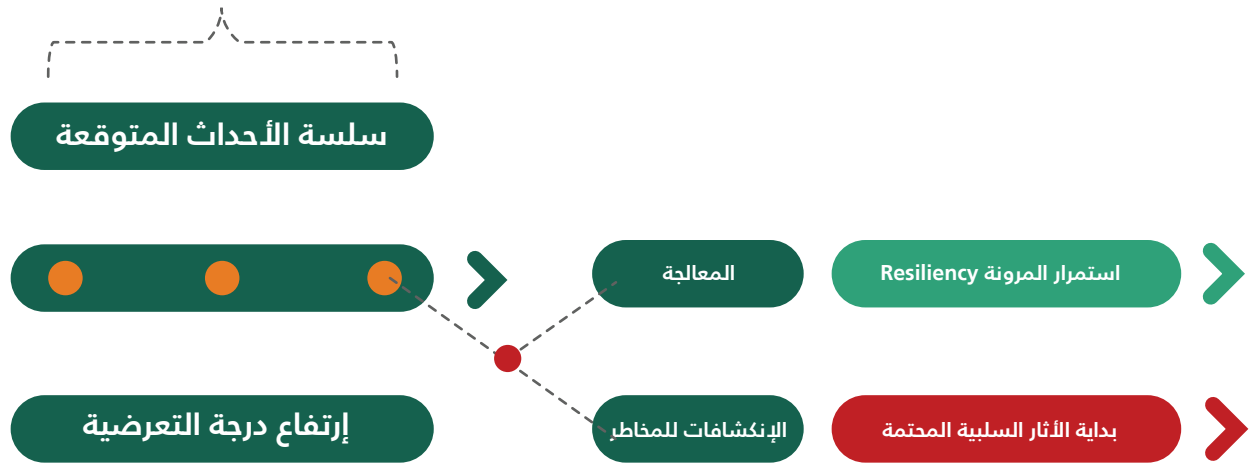 سلسة الأحداث المتوقعة
المعالجة
استمرار المرونة Resiliency
إرتفاع درجة التعرضية
الإنكشافات للمخاطر
بداية الأثار السلبية المحتمة